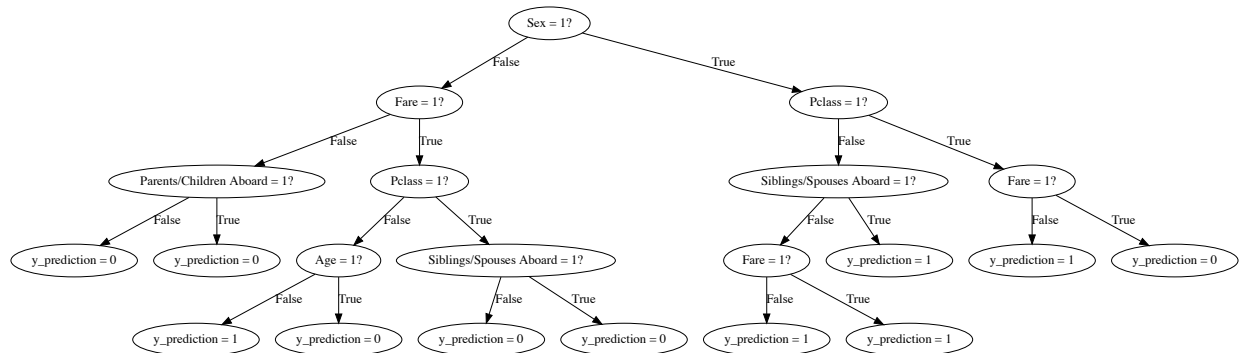 Sex = 1?
False
True
Fare = 1?
Pclass = 1?
False
True
False
True
Parents/Children Aboard = 1?
Pclass = 1?
Siblings/Spouses Aboard = 1?
Fare = 1?
False
True
False
True
False
True
False
True
y_prediction = 0
y_prediction = 0
Age = 1?
Siblings/Spouses Aboard = 1?
Fare = 1?
y_prediction = 1
y_prediction = 1
y_prediction = 0
False
True
False
True
False
True
y_prediction = 1
y_prediction = 0
y_prediction = 0
y_prediction = 0
y_prediction = 1
y_prediction = 1